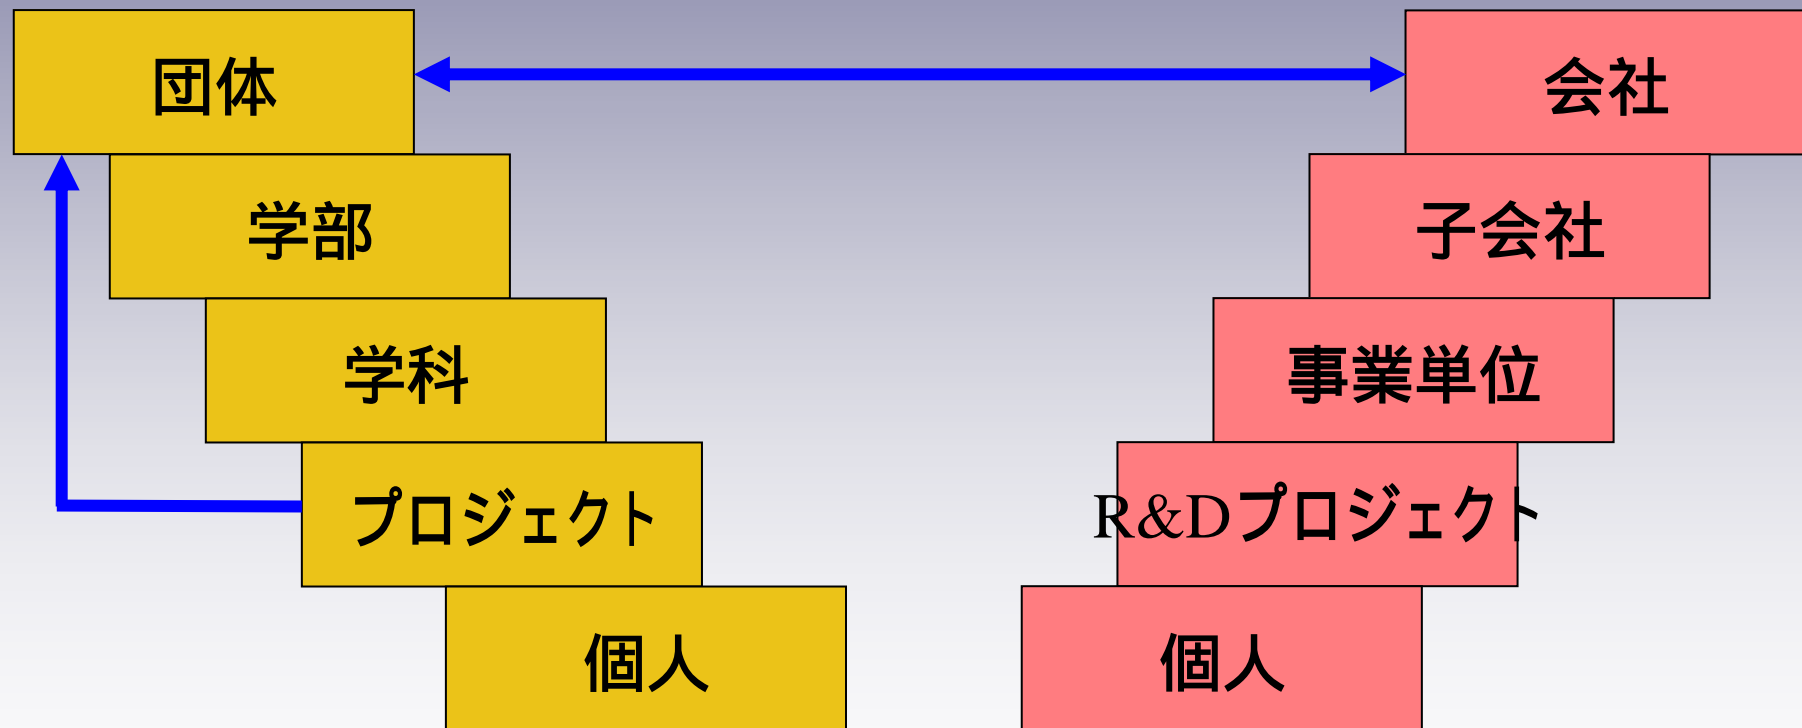 団体
会社
学部
子会社
学科
事業単位
プロジェクト
R&Dプロジェクト
個人
個人